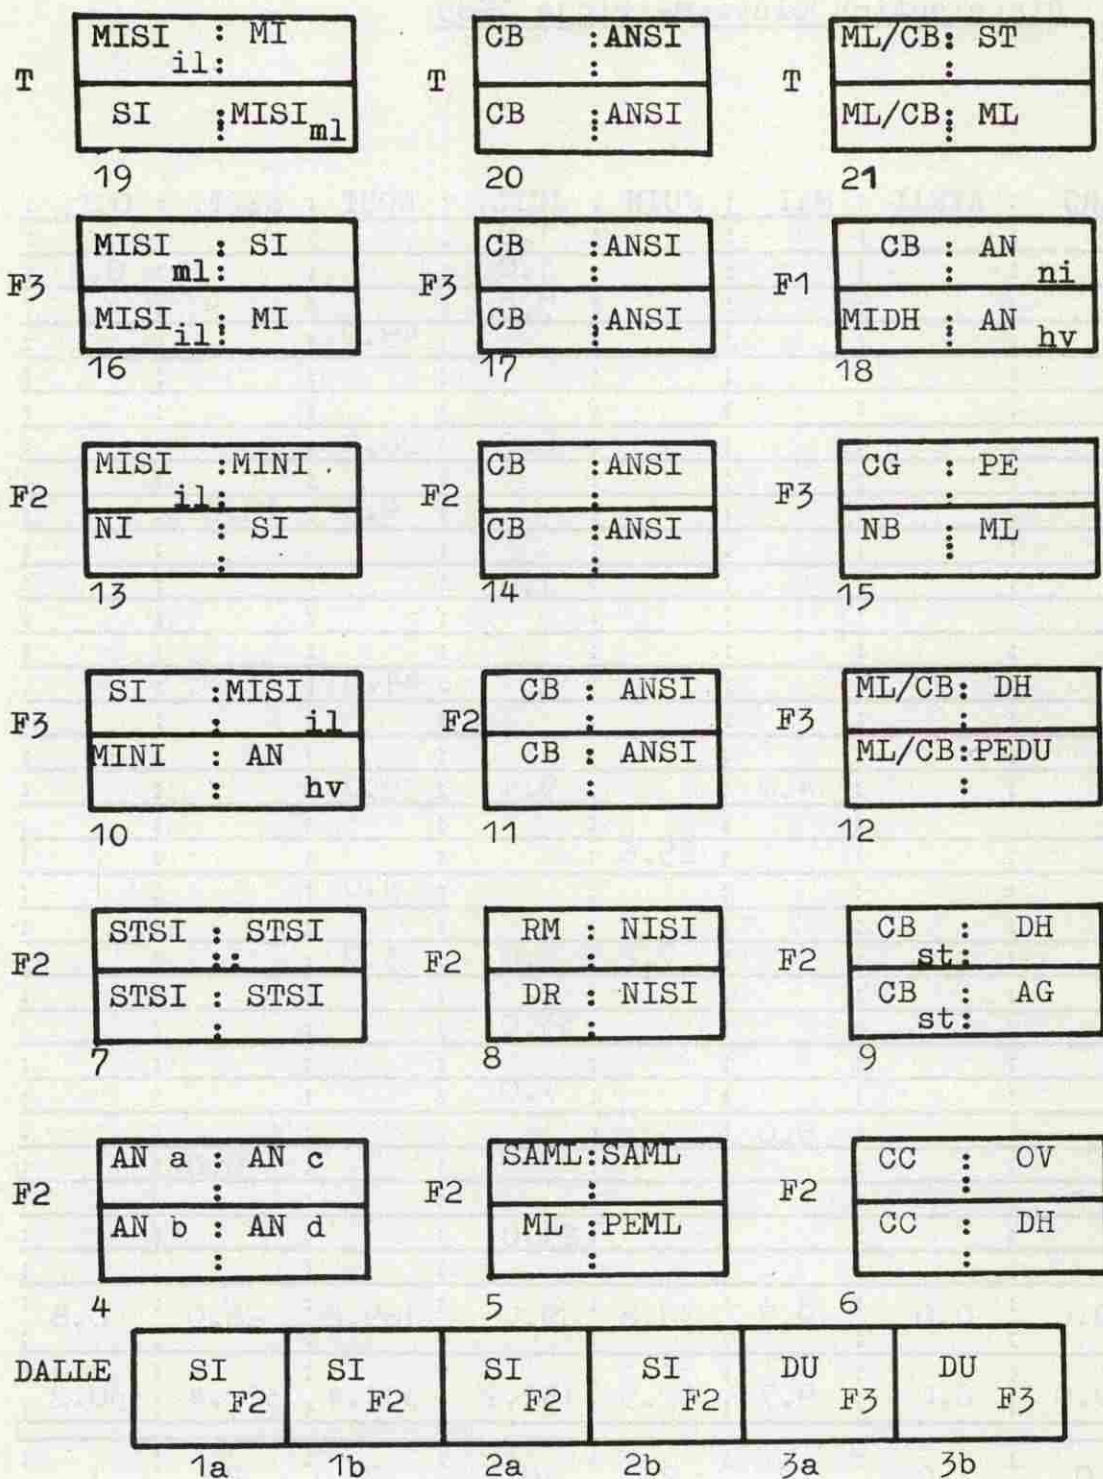 MISI : MI CB : ANSI ML/CB: ST
il: : :
T T T
SI :MISI ml CB : ANSI ML/CB: ML
19 20 21
MISI : SI CB :ANSI CB : AN
ml: : : ni
F3 F3 F1
MISI il: MI CB :ANSI MIDH : AN hv
16 17 18
MISI :MINI CB :ANSI CG : PE
il: : :
F2 F2 F3
NI : SI CB :ANSI NB : ML
13 14 15
SI :MISI CB : ANSI ML/CB: DH
: il : :
F3 F2 F3
MINI : AN CB : ANSI ML/CB:PEDU
: hv : :
10 11 12
STSI : STSI RM : NISI CB : DH
st:
F2 F2 F2
STSI : STSI DR : NISI CB : AG
st:
7 8 9
AN a : AN c SAML:SAML CC : OV
F2 F2 F2
AN b : AN d ML :PEML CC : DH
4 5 6
DALLE SI SI SI SI DU DU
F2 F2 F2 F2 F3 F3
1a 1b 2a 2b 3a 3b